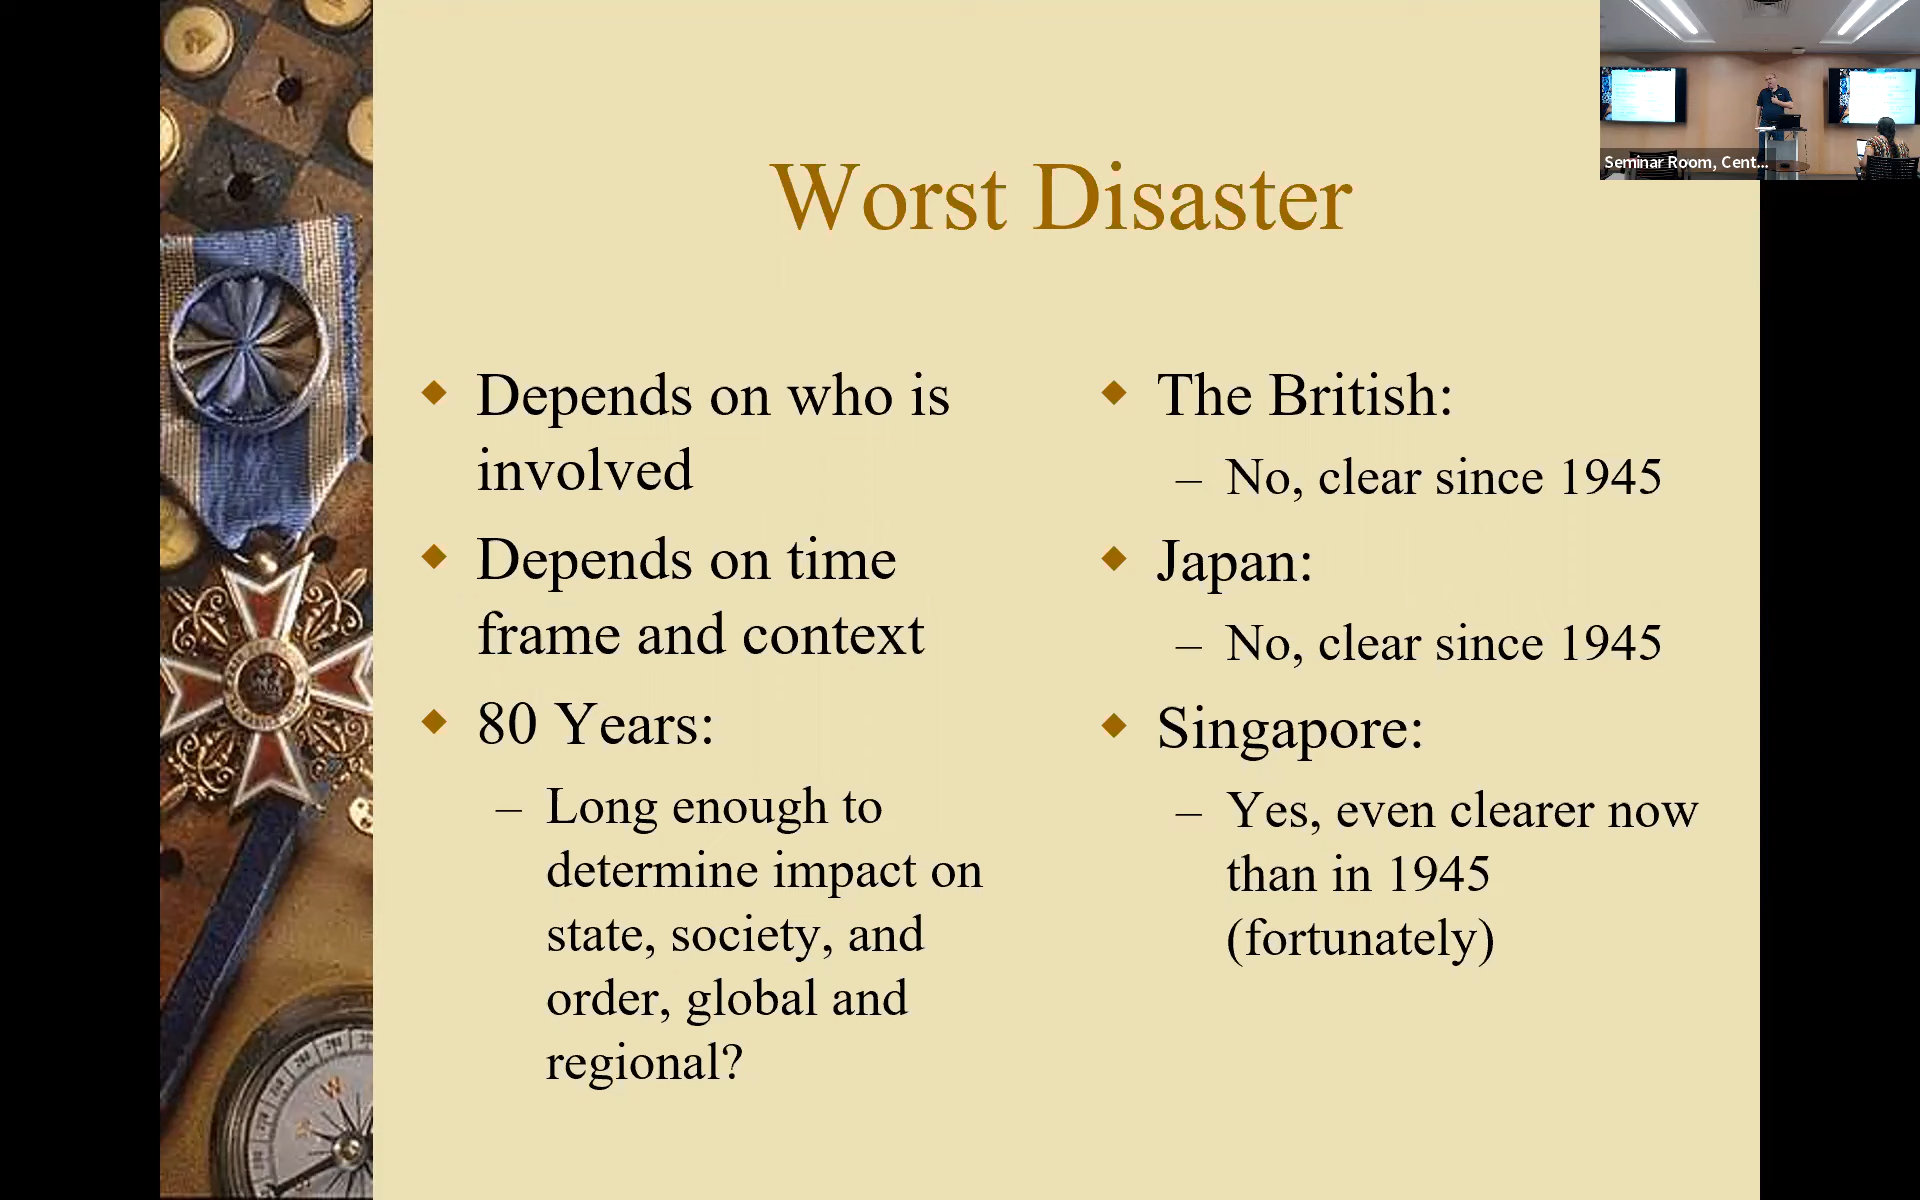 Worst Disaster
Depends on who is
involved
Depends on time
frame and context
80 Years:
– Long enough to
determine impact on
state, society, and
order, global and
regional?
The British:
– No, clear since 1945
Japan:
– No, clear since 1945
Singapore:
– Yes, even clearer now
than in 1945
(fortunately)
Seminar Room, Cent...
W